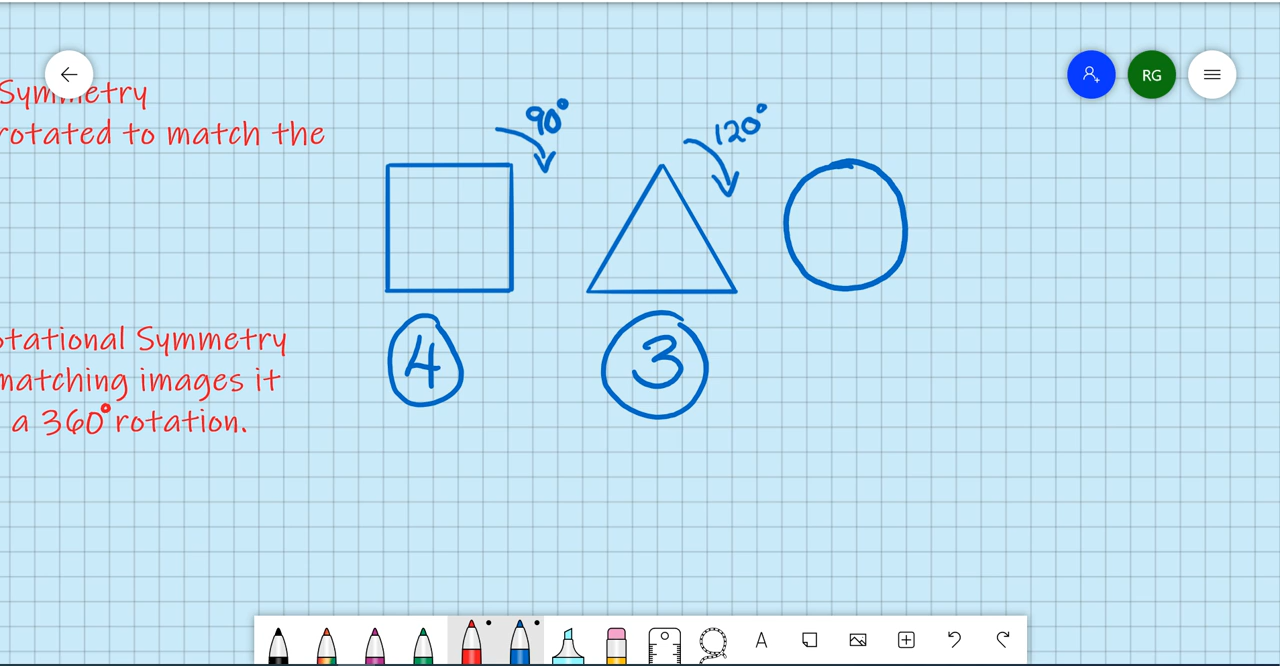 Symmetry
rotated to match the
90°
120°
RG
4
3
otational Symmetry
matching images it
a 360° rotation.
A